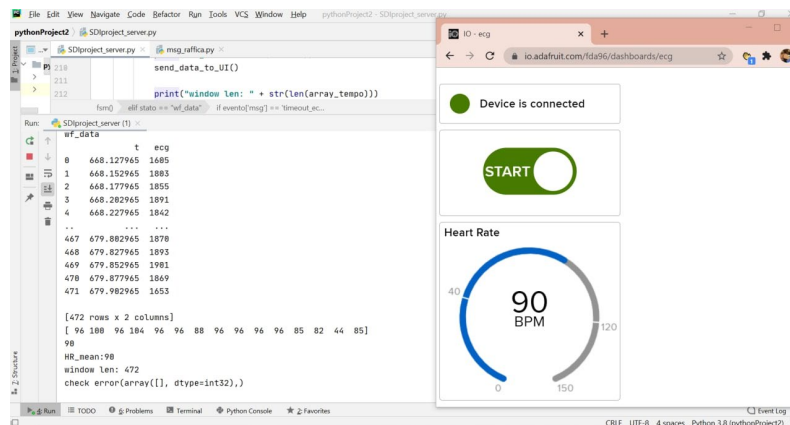 File Edit View Navigate Code Refactor Run Tools VCS Window Help pythonProject2 - SDIproject_server.py
pythonProject2 SDIproject_server.py
SDIproject_server.py msg_raffica.py
1: Project
210 send_data_to_UI()
211
212 print("window len: " + str(len(array_tempo)))
fsm() elif stato == "wf_data" if evento['msg'] == 'timeout_ec...
Run: SDIproject_server (1)
wf_data
t ecg
0 668.127965 1605
1 668.152965 1803
2 668.177965 1855
3 668.202965 1891
4 668.227965 1842
.. ... ...
467 679.802965 1870
468 679.827965 1893
469 679.852965 1901
470 679.877965 1869
471 679.902965 1653
[472 rows x 2 columns]
[ 96 100 96 104 96 96 88 96 96 96 96 85 82 44 85]
90
HR_mean:90
window len: 472
check error(array([], dtype=int32),)
Z: Structure
4: Run TODO 6: Problems Terminal Python Console 2: Favorites
Event Log
CRLF UTF-8 4 spaces Python 3.8 (pythonProject2)
IO IO - ecg
io.adafruit.com/fda96/dashboards/ecg
Device is connected
START
Heart Rate
40
90
BPM
120
0 150